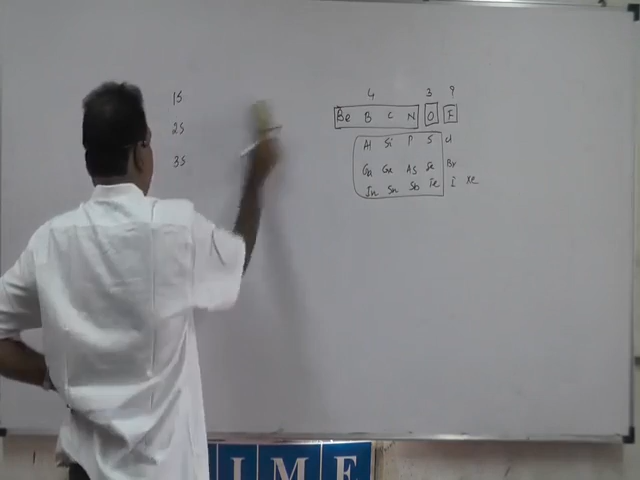 1S
2S
3S
4 3 9
Be B C N O F
Al Si P S Cl
Ga Ge As Se Br
In Sn Sb Te I Xe
IME